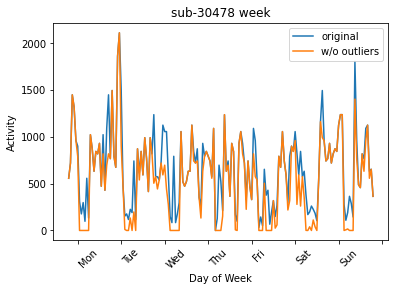 sub-30478 week
original
w/o outliers
2000
1500
1000
500
0
Activity
Mon
Tue
Wed
Thu
Fri
Sat
Sun
Day of Week